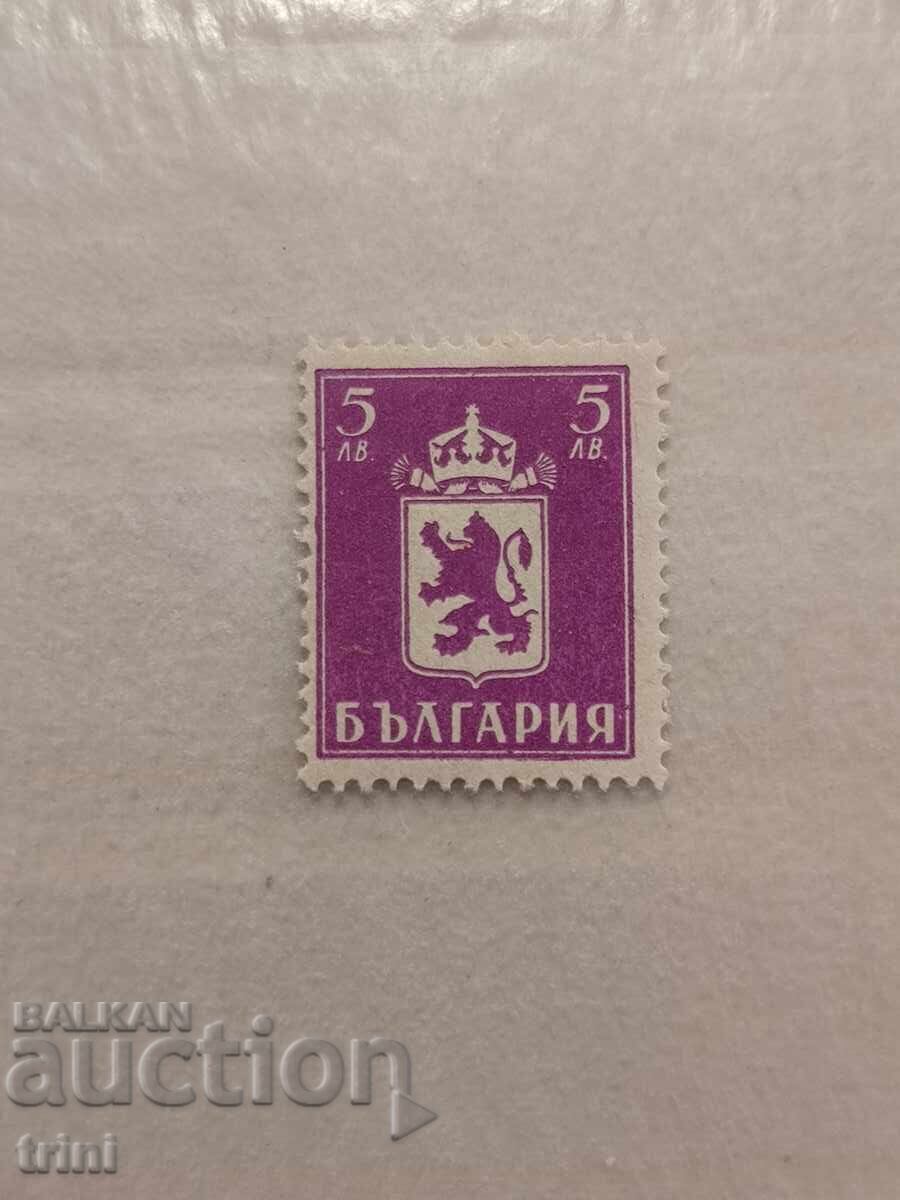 5 5
ЛВ. ЛВ.
БЪЛГАРИЯ
BALKAN
auction
trini